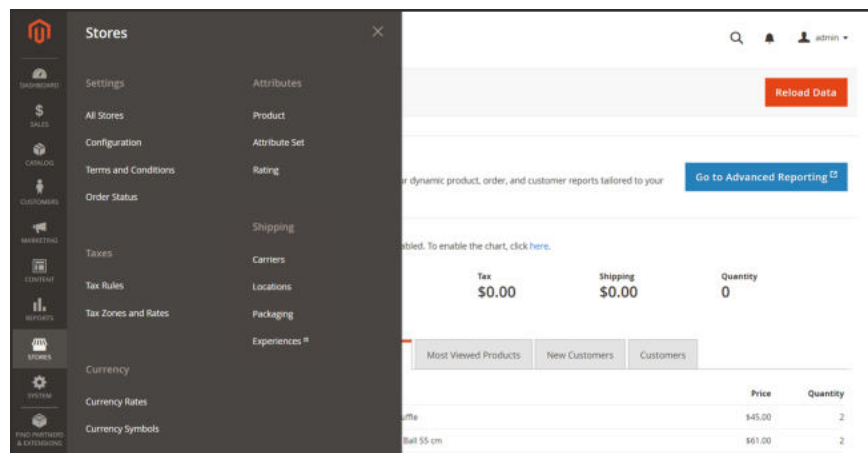 DASHBOARD
SALES
CATALOG
CUSTOMERS
MARKETING
CONTENT
REPORTS
STORES
SYSTEM
FIND PARTNERS
& EXTENSIONS
Stores
Settings
All Stores
Configuration
Terms and Conditions
Order Status
Taxes
Tax Rules
Tax Zones and Rates
Currency
Currency Rates
Currency Symbols
Attributes
Product
Attribute Set
Rating
Shipping
Carriers
Locations
Packaging
Experiences
admin
Reload Data
ur dynamic product, order, and customer reports tailored to your
Go to Advanced Reporting
abled. To enable the chart, click here.
Tax Shipping Quantity
$0.00 $0.00 0
Most Viewed Products New Customers Customers
Price Quantity
uffle $45.00 2
Ball 55 cm $61.00 2